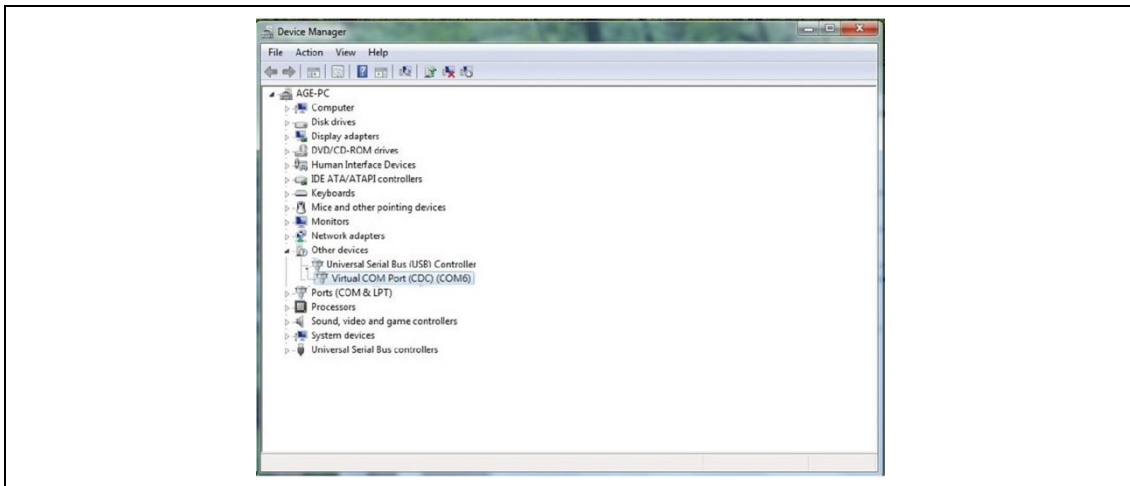 Device Manager
File Action View Help
AGE-PC
Computer
Disk drives
Display adapters
DVD/CD-ROM drives
Human Interface Devices
IDE ATA/ATAPI controllers
Keyboards
Mice and other pointing devices
Monitors
Network adapters
Other devices
Universal Serial Bus (USB) Controller
Virtual COM Port (CDC) (COM6)
Ports (COM & LPT)
Processors
Sound, video and game controllers
System devices
Universal Serial Bus controllers